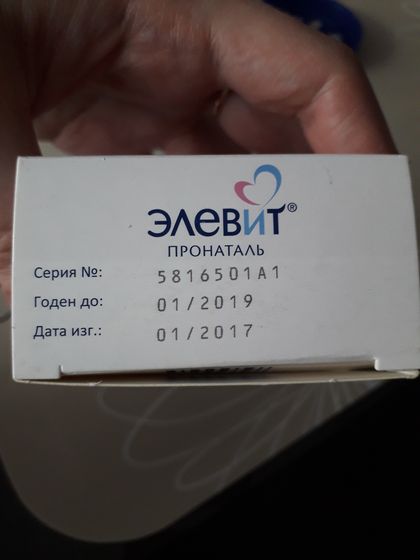 ЭЛЕВИТ®
ПРОНАТАЛЬ
Серия №: 5816501A1
Годен до: 01/2019
Дата изг.: 01/2017